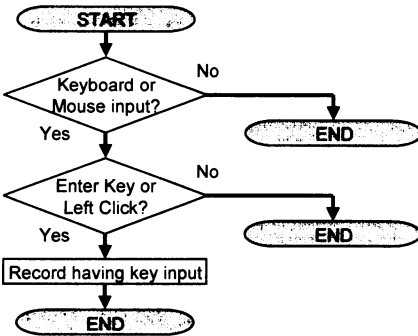 START
Keyboard or
Mouse input?
No
Yes
END
Enter Key or
Left Click?
No
Yes
END
Record having key input
END